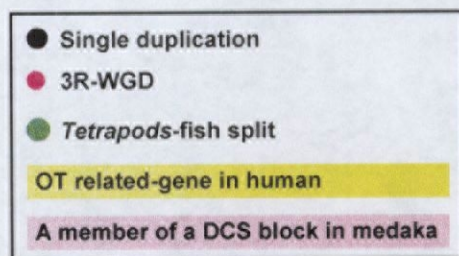 Single duplication
3R-WGD
Tetrapods-fish split
OT related-gene in human
A member of a DCS block in medaka